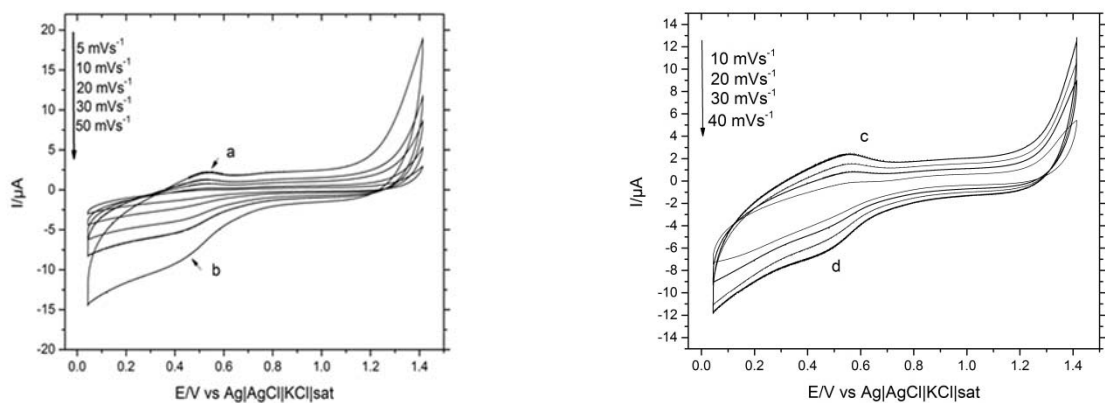 20
15
10
5
0
-5
-10
-15
-20
I/μA
5 mVs⁻¹
10 mVs⁻¹
20 mVs⁻¹
30 mVs⁻¹
50 mVs⁻¹
a
b
0.0 0.2 0.4 0.6 0.8 1.0 1.2 1.4
E/V vs Ag|AgCl|KCl||sat
14
12
10
8
6
4
2
0
-2
-4
-6
-8
-10
-12
-14
I/μA
10 mVs⁻¹
20 mVs⁻¹
30 mVs⁻¹
40 mVs⁻¹
c
d
0.0 0.2 0.4 0.6 0.8 1.0 1.2 1.4
E/V vs Ag|AgCl|KCl||sat